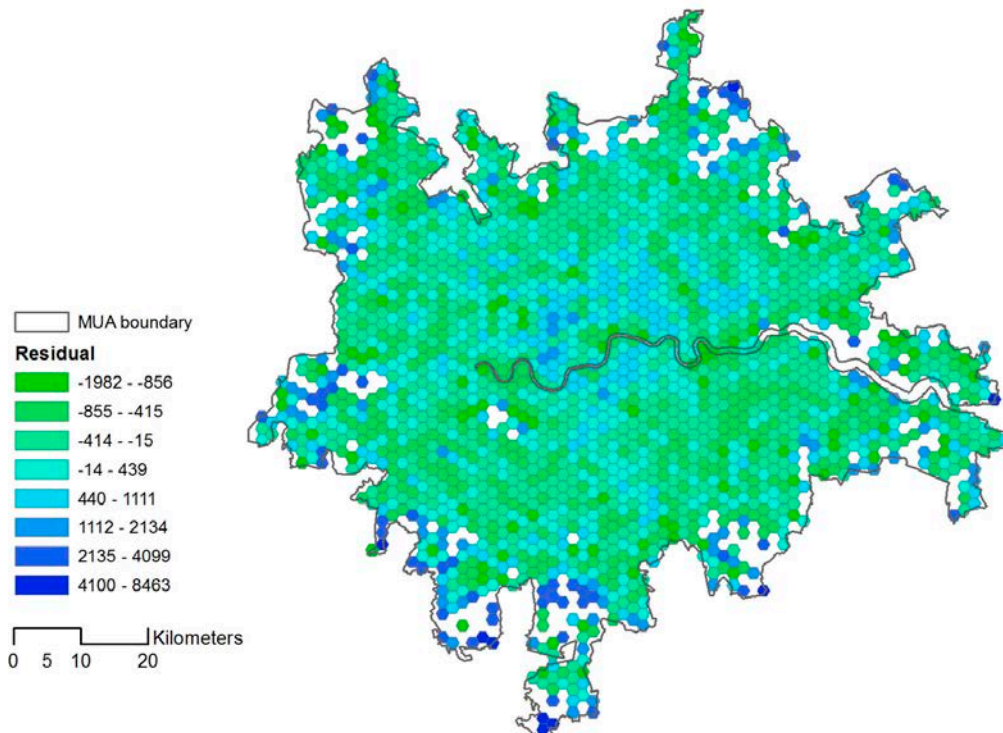 MUA boundary
Residual
-1982 - -856
-855 - -415
-414 - -15
-14 - 439
440 - 1111
1112 - 2134
2135 - 4099
4100 - 8463
Kilometers
0 5 10 20